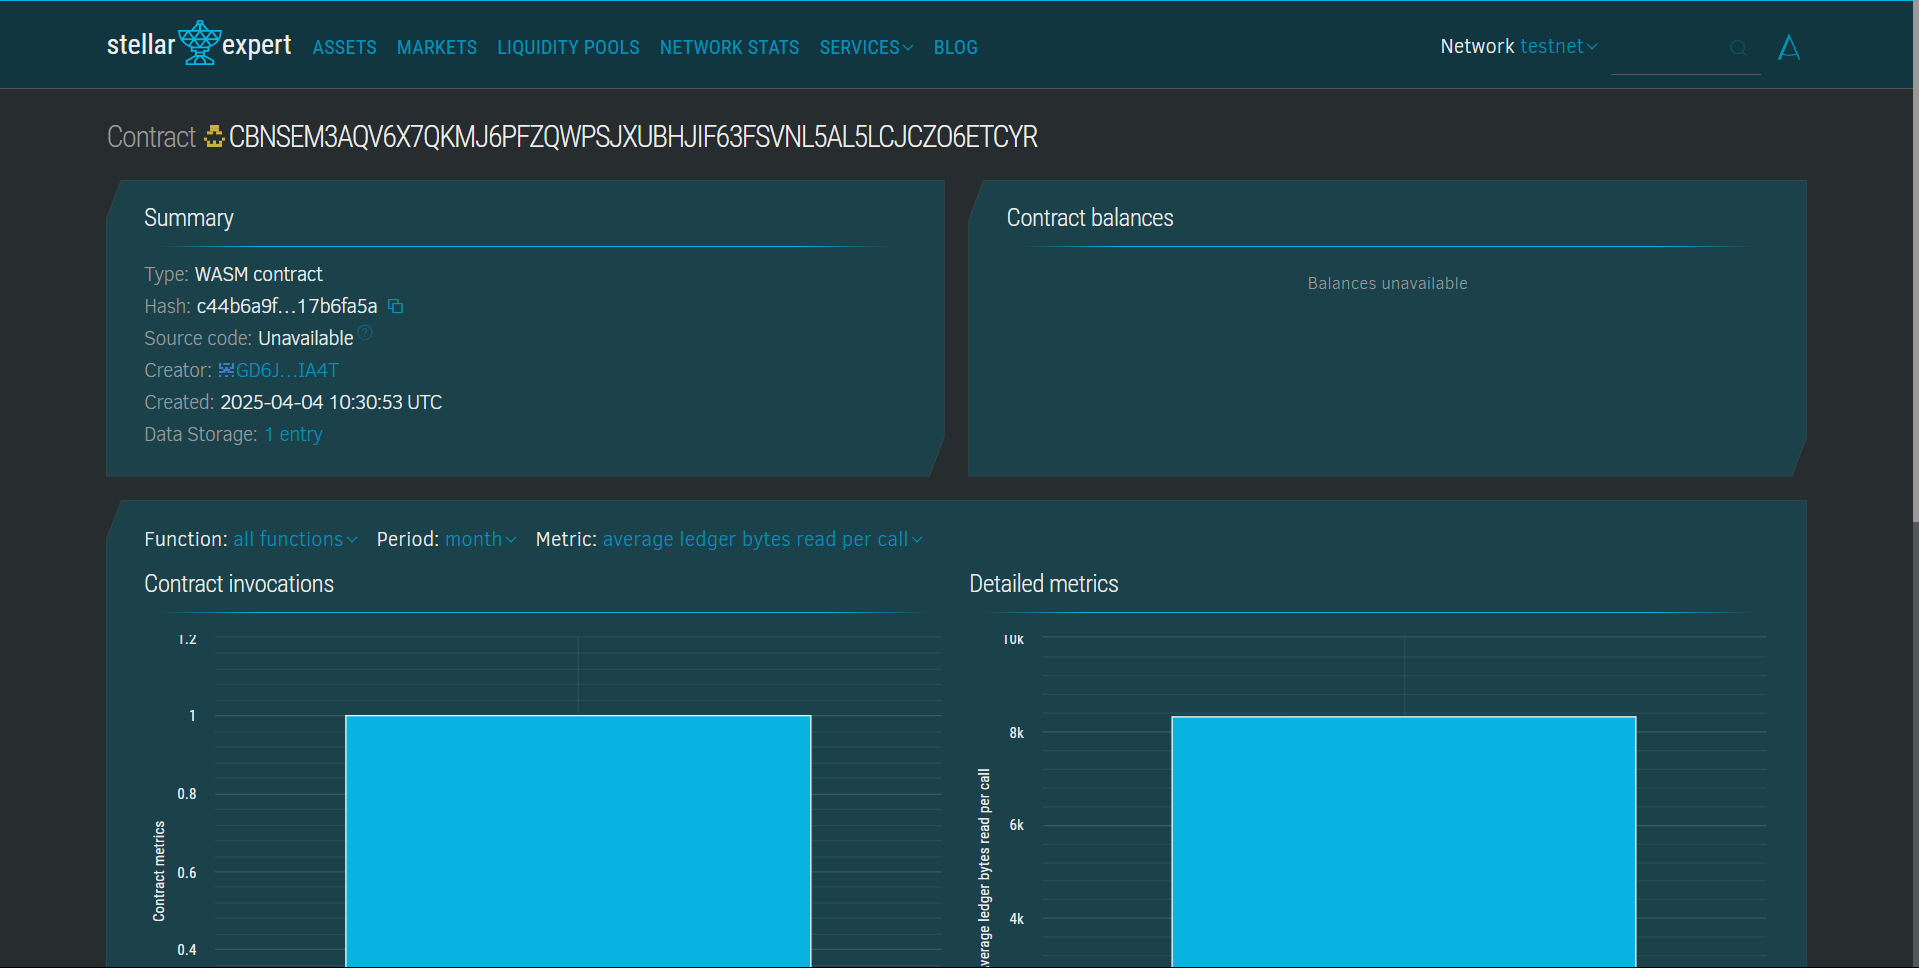 stellar expert ASSETS MARKETS LIQUIDITY POOLS NETWORK STATS SERVICES BLOG Network testnet
Contract CBNSEM3AQV6X7QKMJ6PFZQWPSJXUBHJIF63FSVNL5AL5LCJCZO6ETCYR
Summary
Type: WASM contract
Hash: c44b6a9f…17b6fa5a
Source code: Unavailable
Creator: GD6J…IA4T
Created: 2025-04-04 10:30:53 UTC
Data Storage: 1 entry
Contract balances
Balances unavailable
Function: all functions Period: month Metric: average ledger bytes read per call
Contract invocations
1.2
1
0.8
0.6
0.4
Contract metrics
Detailed metrics
10k
8k
6k
4k
verage ledger bytes read per call